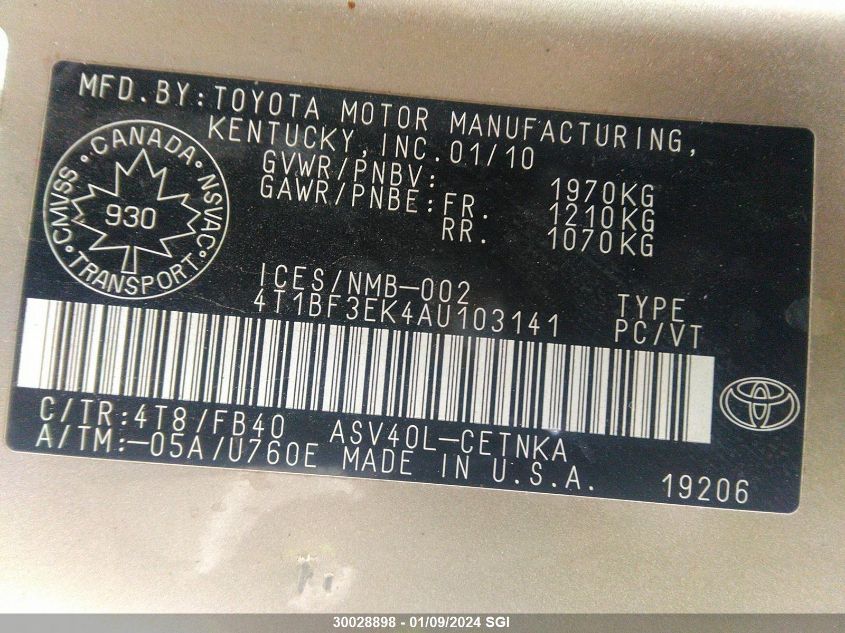 MFD.BY:TOYOTA MOTOR MANUFACTURING,
KENTUCKY,INC.01/10
GVWR/PNBV: 1970KG
GAWR/PNBE:FR. 1210KG
RR. 1070KG
CANADA · NSVAC · TRANSPORT · CMVSS ·
930
ICES/NMB-002
4T1BF3EK4AU103141
TYPE
PC/VT
C/TR:4T8/FB40 ASV40L-CETNKA
A/TM:-05A/U760E MADE IN U.S.A.
19206
30028898 - 01/09/2024 SGI